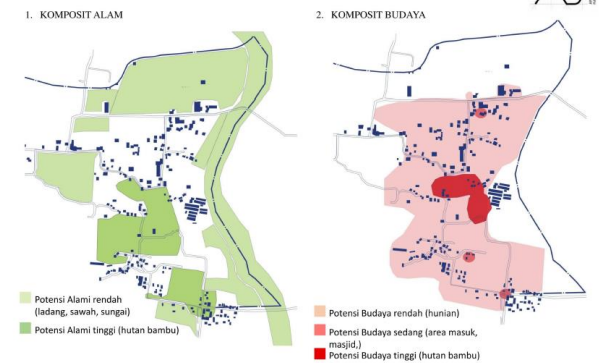 1. KOMPOSIT ALAM
2. KOMPOSIT BUDAYA
Potensi Alami rendah
(ladang, sawah, sungai)
Potensi Alami tinggi (hutan bambu)
Potensi Budaya rendah (hunian)
Potensi Budaya sedang (area masuk,
masjid,)
Potensi Budaya tinggi (hutan bambu)